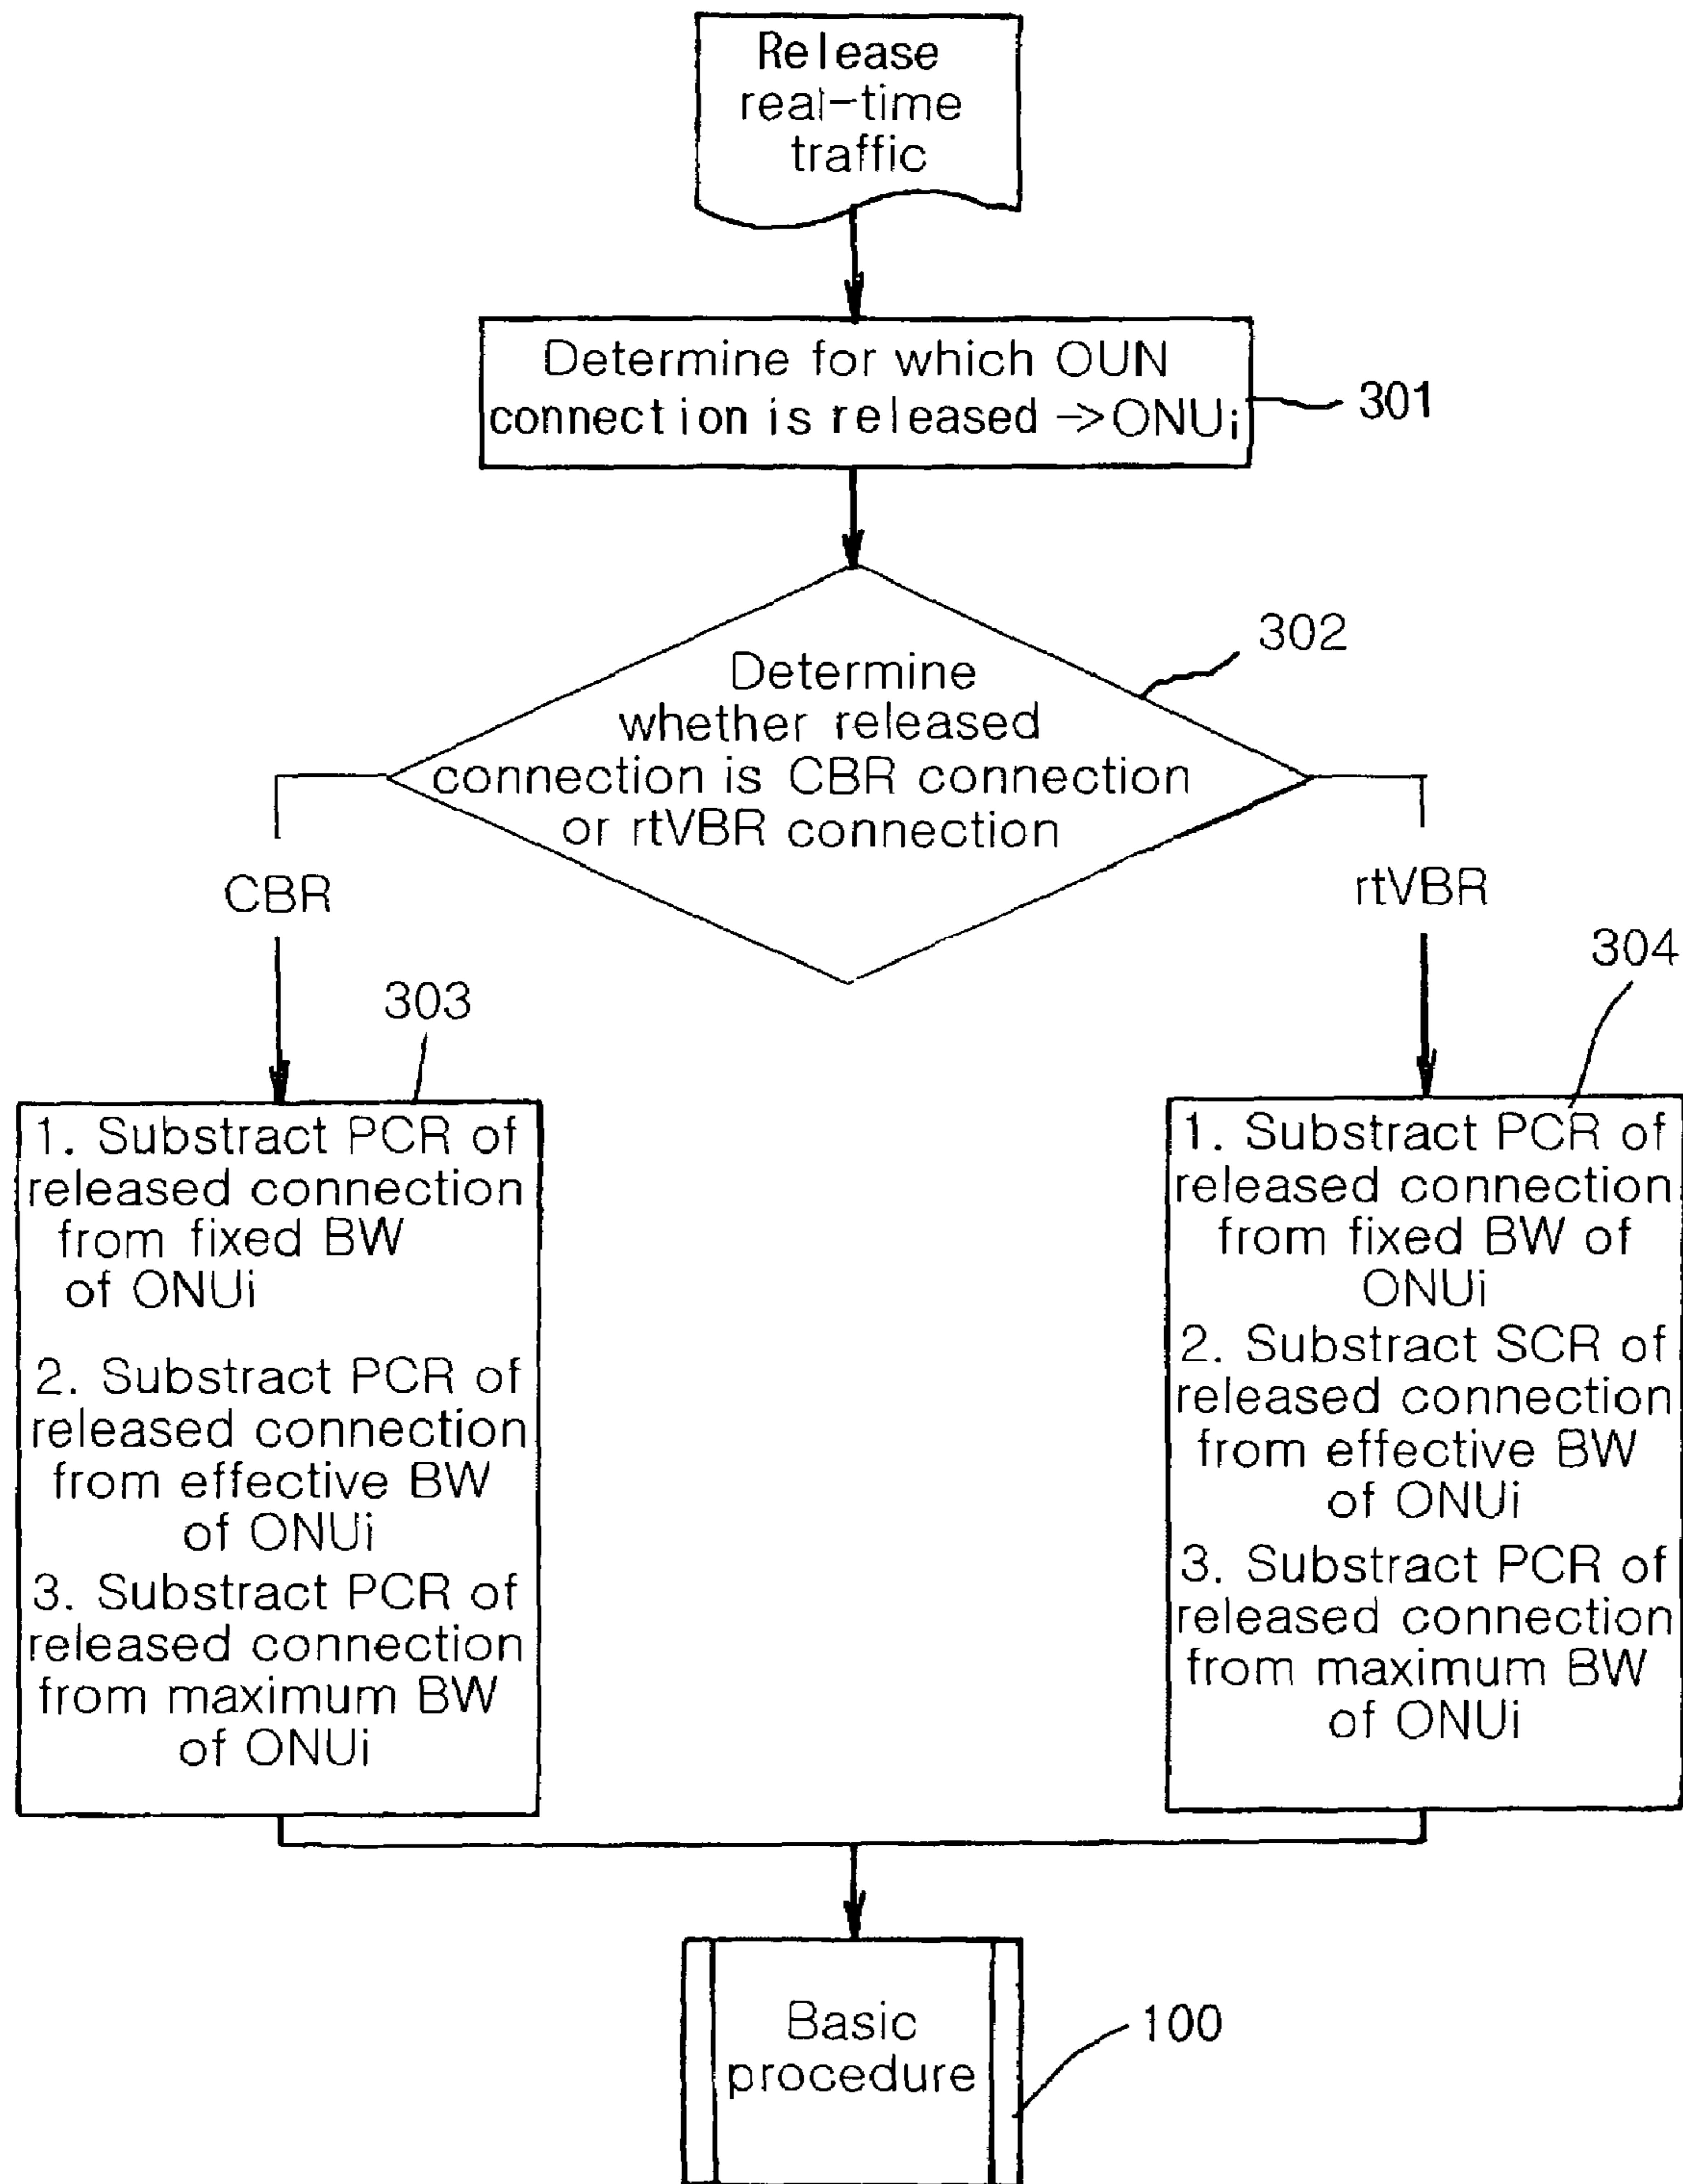 Release
real-time
traffic
Determine for which OUN
connection is released ->ONUi
301
302
Determine
whether released
connection is CBR connection
or rtVBR connection
CBR
rtVBR
303
304
1. Substract PCR of
released connection
from fixed BW
of ONUi
2. Substract PCR of
released connection
from effective BW
of ONUi
3. Substract PCR of
released connection
from maximum BW
of ONUi
1. Substract PCR of
released connection
from fixed BW of
ONUi
2. Substract SCR of
released connection
from effective BW
of ONUi
3. Substract PCR of
released connection
from maximum BW
of ONUi
Basic
procedure
100